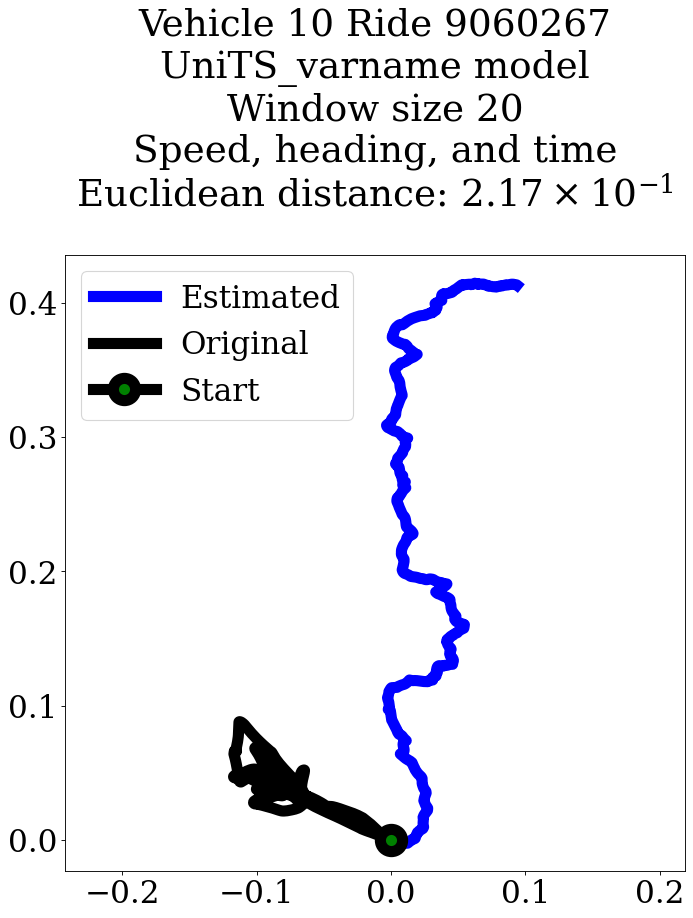 Vehicle 10 Ride 9060267
UniTS_varname model
Window size 20
Speed, heading, and time
Euclidean distance: 2.17 × 10⁻¹
Estimated
Original
Start
0.4
0.3
0.2
0.1
0.0
−0.2 −0.1 0.0 0.1 0.2